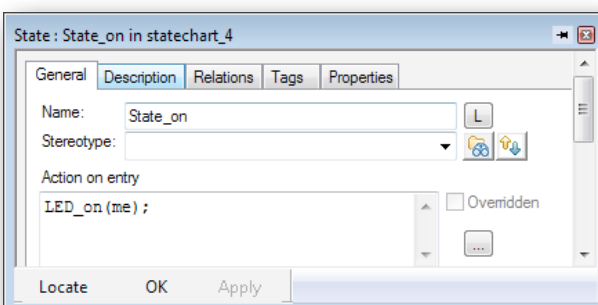 State : State_on in statechart_4
General Description Relations Tags Properties
Name: State_on L
Stereotype:
Action on entry
LED_on(me);
Overridden
...
Locate OK Apply